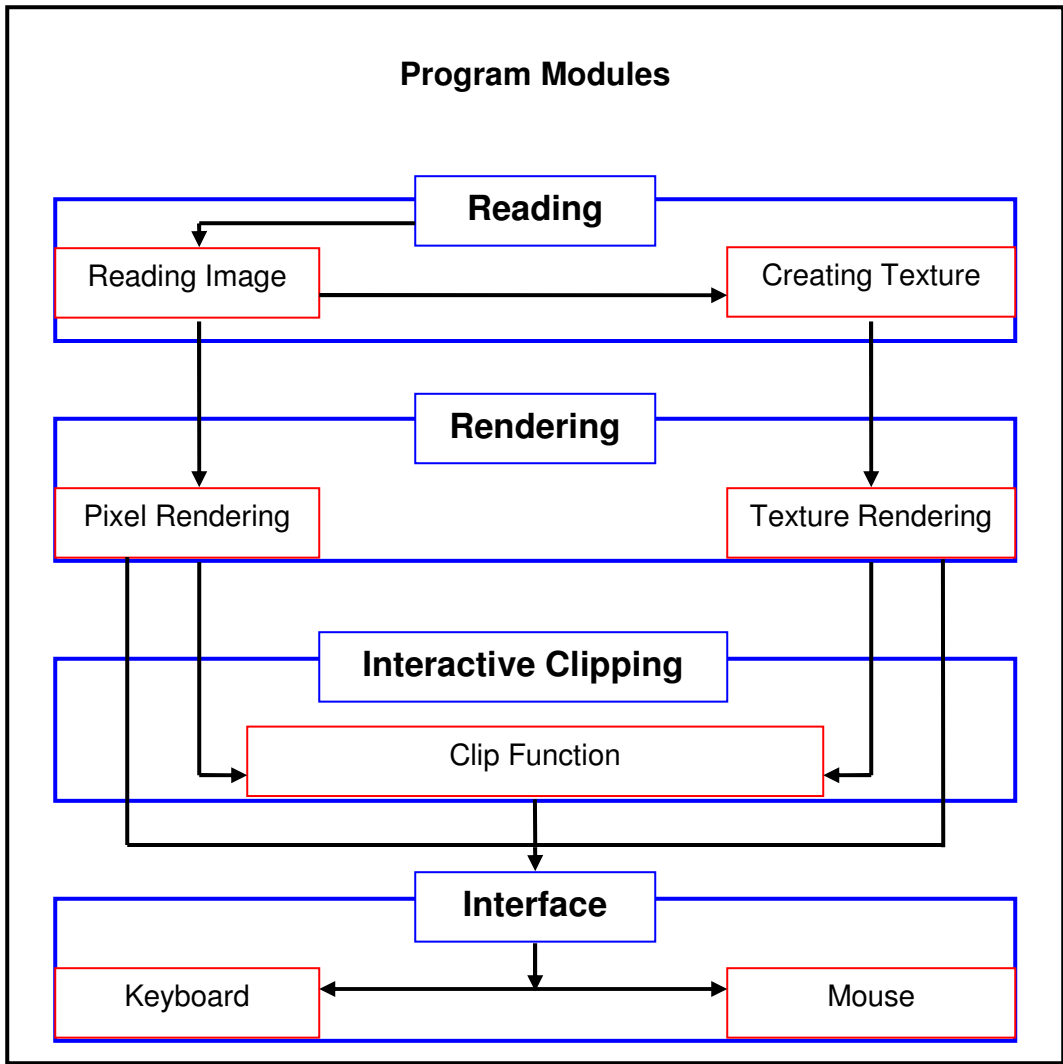 Program Modules
Reading
Reading Image
Creating Texture
Rendering
Pixel Rendering
Texture Rendering
Interactive Clipping
Clip Function
Interface
Keyboard
Mouse